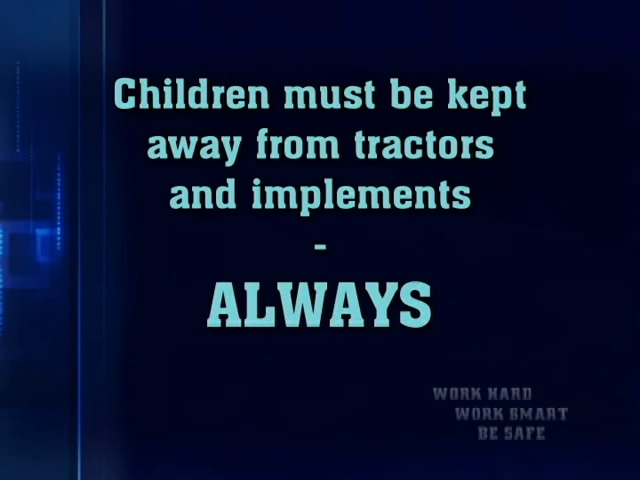 Children must be kept
away from tractors
and implements
-
ALWAYS
WORK HARD
WORK SMART
BE SAFE